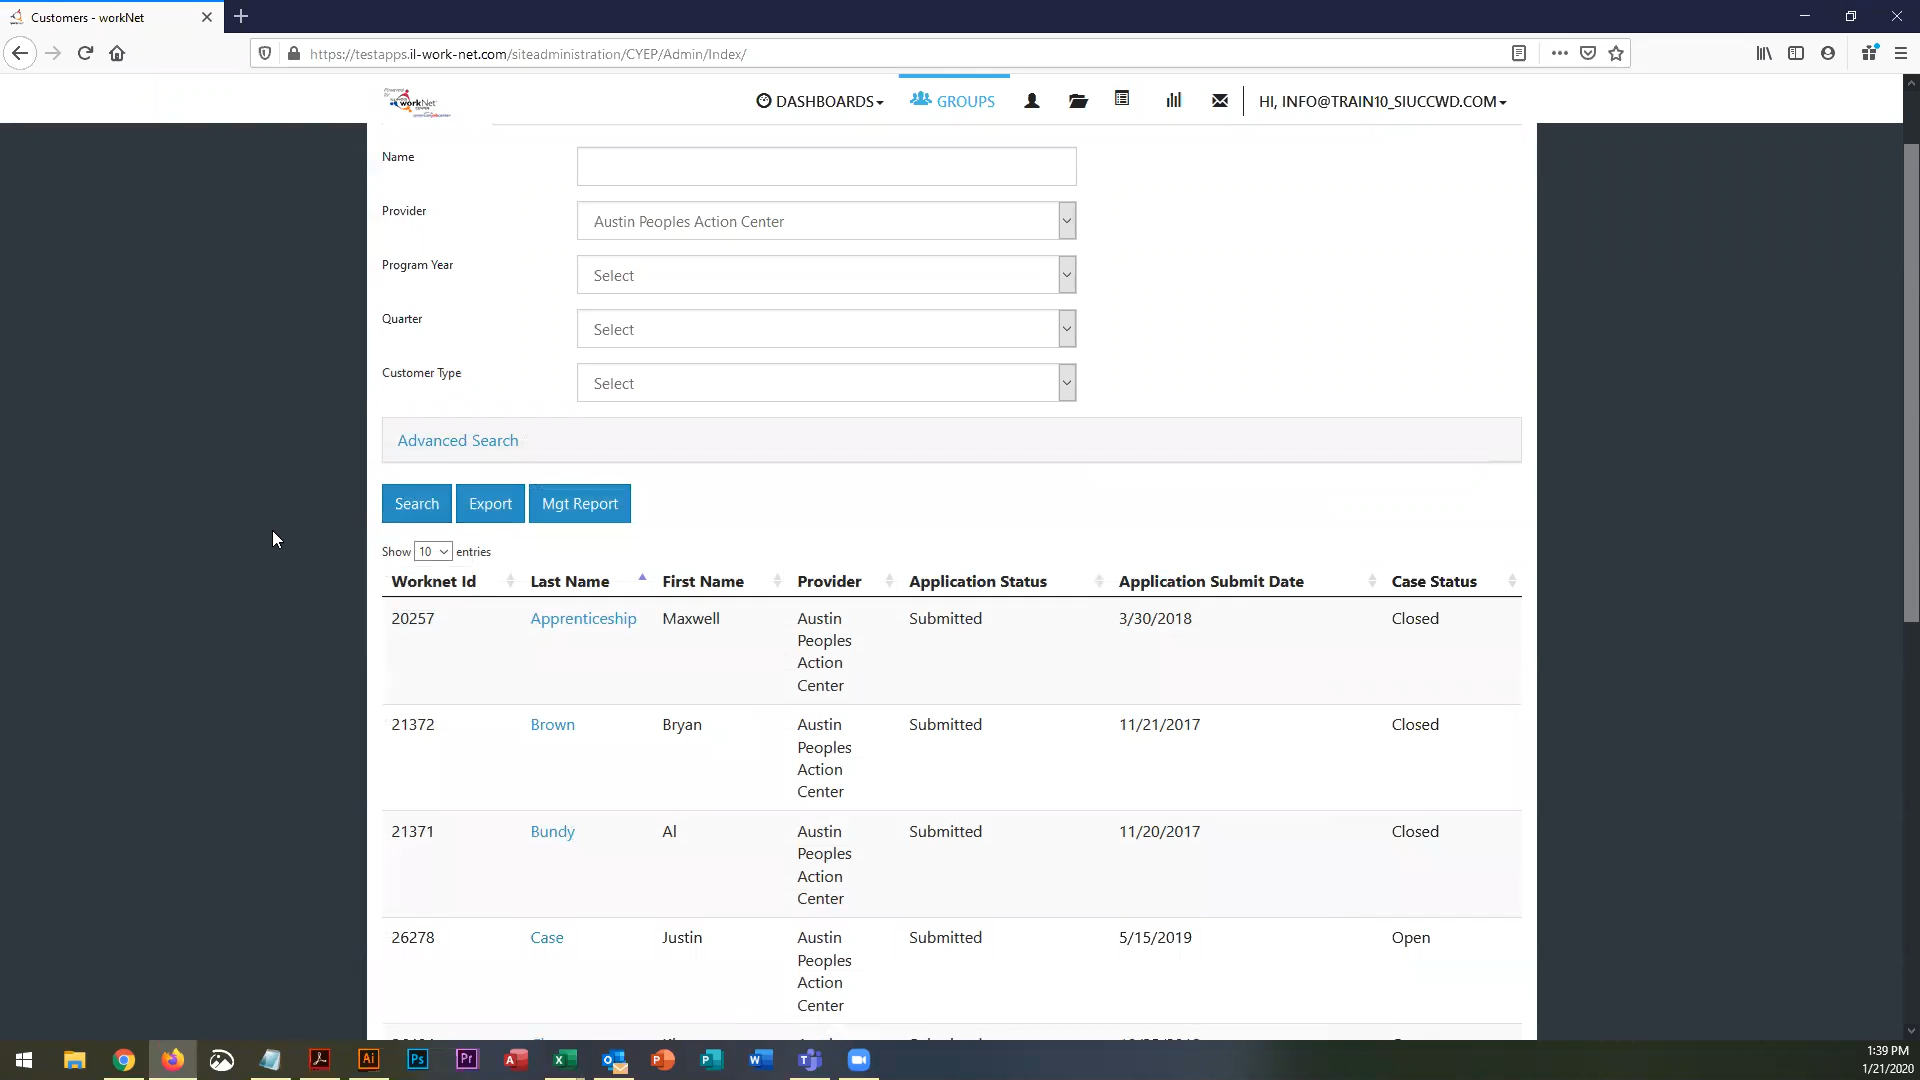 Customers - workNet
https://testapps.il-work-net.com/siteadministration/CYEP/Admin/Index/
workNet
DASHBOARDS
GROUPS
HI, INFO@TRAIN10_SIUCCWD.COM
Name
Provider
Austin Peoples Action Center
Program Year
Select
Quarter
Select
Customer Type
Select
Advanced Search
Search Export Mgt Report
Show 10 entries
Worknet Id Last Name First Name Provider Application Status Application Submit Date Case Status
20257 Apprenticeship Maxwell Austin Submitted 3/30/2018 Closed
Peoples
Action
Center
21372 Brown Bryan Austin Submitted 11/21/2017 Closed
Peoples
Action
Center
21371 Bundy Al Austin Submitted 11/20/2017 Closed
Peoples
Action
Center
26278 Case Justin Austin Submitted 5/15/2019 Open
Peoples
Action
Center
1:39 PM
1/21/2020